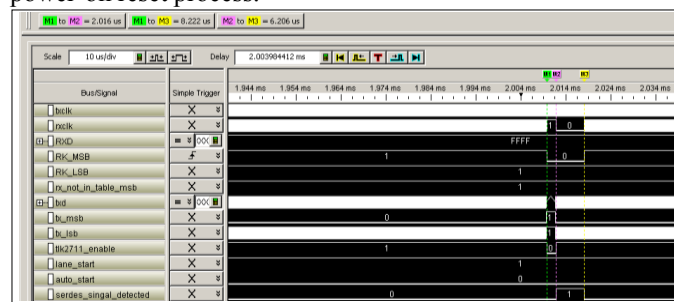 power-on reset process.
M1 to M2 = 2.016 us M1 to M3 = 8.222 us M2 to M3 = 6.206 us
Scale 10 us/div Delay 2.003984412 ms T
M1 M2 M3
Bus/Signal Simple Trigger 1.944 ms 1.954 ms 1.964 ms 1.974 ms 1.984 ms 1.994 ms 2.004 ms 2.014 ms 2.024 ms 2.034 ms
txclk X
rxclk X 1 0
RXD = XXX FFFF
RK_MSB 1 0
RK_LSB X 1
rx_not_in_table_msb X 1
txd = XXX
tx_msb X 0 1
tx_lsb X 1
tlk2711_enable X 1 0
lane_start X 1
auto_start X 0
serdes_singal_detected X 0 1